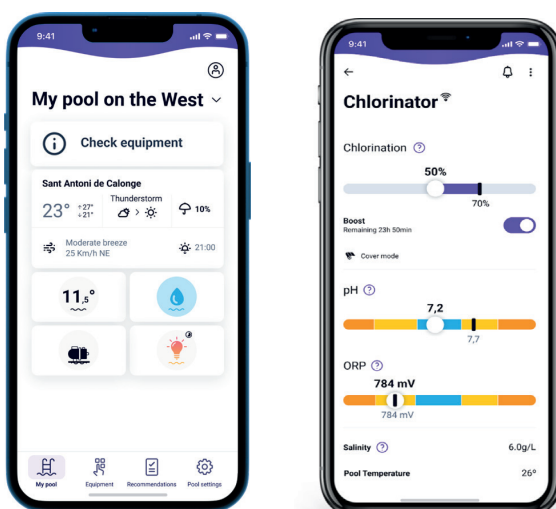 9:41
My pool on the West
Check equipment
Sant Antoni de Calonge
23° +27° +21° Thunderstorm 10%
Moderate breeze
25 Km/h NE
21:00
11,5°
My pool Equipment Recommendations Pool settings
9:41
Chlorinator
Chlorination ?
50%
70%
Boost
Remaining 23h 50min
Cover mode
pH ?
7,2
7,7
ORP ?
784 mV
784 mV
Salinity ? 6.0g/L
Pool Temperature 26°